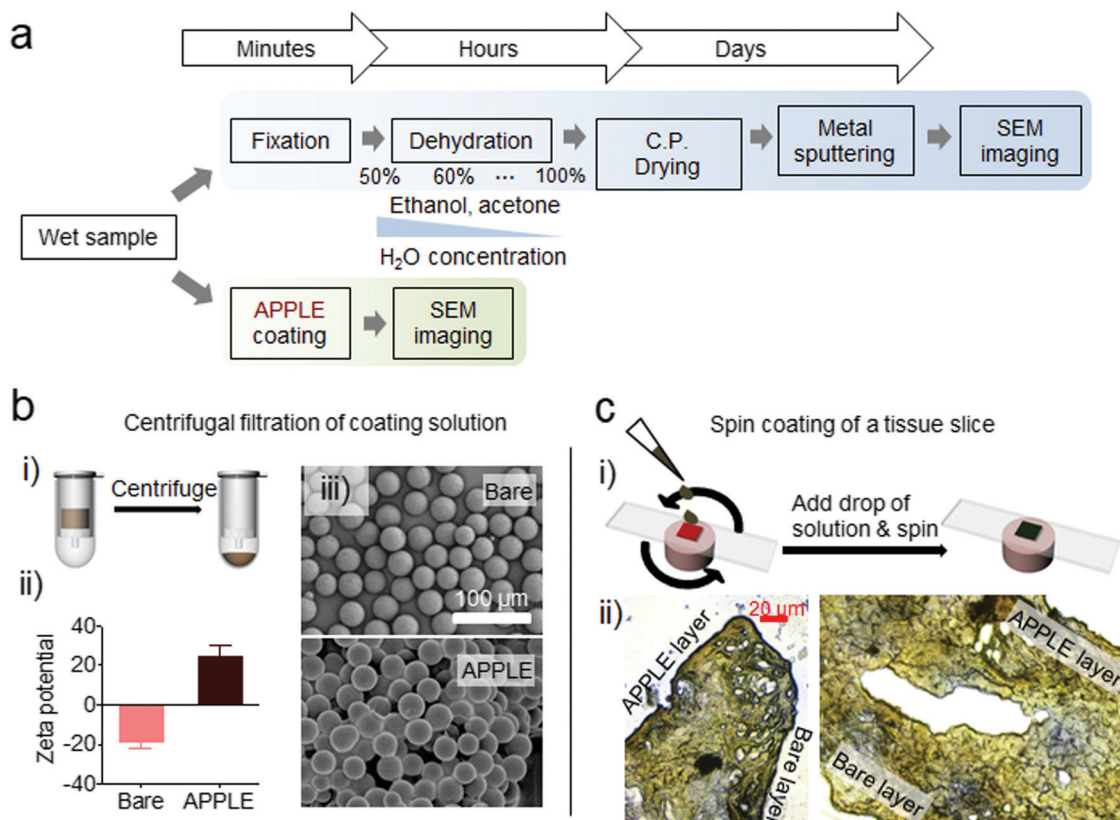 a
Minutes
Hours
Days
Fixation
Dehydration
C.P.
Drying
Metal
sputtering
SEM
imaging
50% 60% ... 100%
Ethanol, acetone
H₂O concentration
Wet sample
APPLE
coating
SEM
imaging
b
Centrifugal filtration of coating solution
i)
Centrifuge
ii)
Zeta potential
40
20
0
-20
-40
Bare
APPLE
iii)
Bare
100 µm
APPLE
c
Spin coating of a tissue slice
i)
Add drop of
solution & spin
ii)
20 µm
APPLE layer
Bare layer
APPLE layer
Bare layer